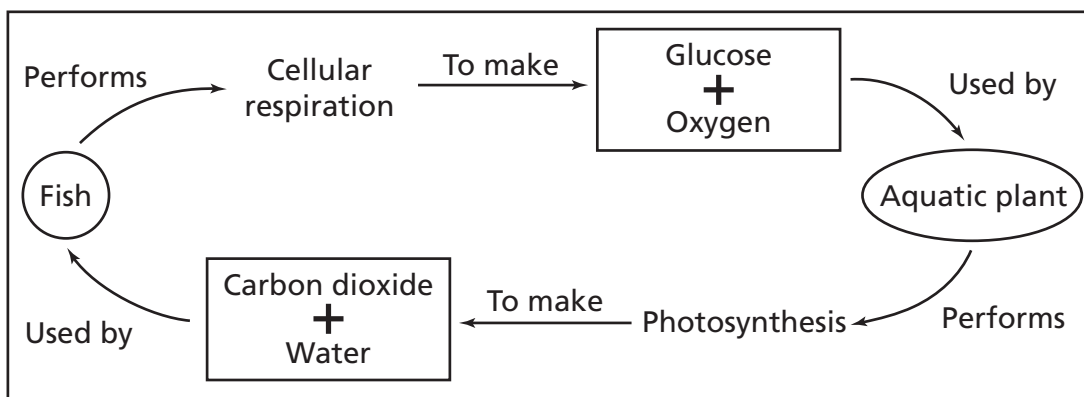 Performs
Cellular
respiration
To make
Glucose
+
Oxygen
Used by
Fish
Aquatic plant
Used by
Carbon dioxide
+
Water
To make
Photosynthesis
Performs